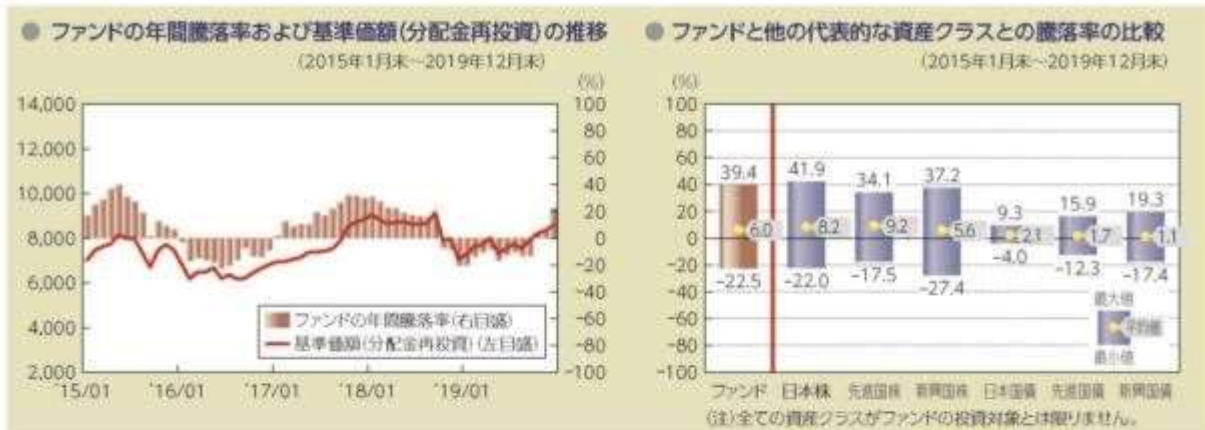 ● ファンドの年間騰落率および基準価額(分配金再投資)の推移
(2015年1月末~2019年12月末)
(%)
14,000
12,000
10,000
8,000
6,000
4,000
2,000
100
80
60
40
20
0
-20
-40
-60
-80
-100
ファンドの年間騰落率(右目盛)
基準価額(分配金再投資)(左目盛)
'15/01 '16/01 '17/01 '18/01 '19/01
● ファンドと他の代表的な資産クラスとの騰落率の比較
(2015年1月末~2019年12月末)
(%)
100
80
60
40
20
0
-20
-40
-60
-80
-100
39.4 41.9 34.1 37.2 9.3 15.9 19.3
6.0 8.2 9.2 5.6 2.1 1.7 1.1
-22.5 -22.0 -17.5 -27.4 -4.0 -12.3 -17.4
最大値
平均値
最小値
ファンド 日本株 先進国株 新興国株 日本国債 先進国債 新興国債
(注)全ての資産クラスがファンドの投資対象とは限りません。